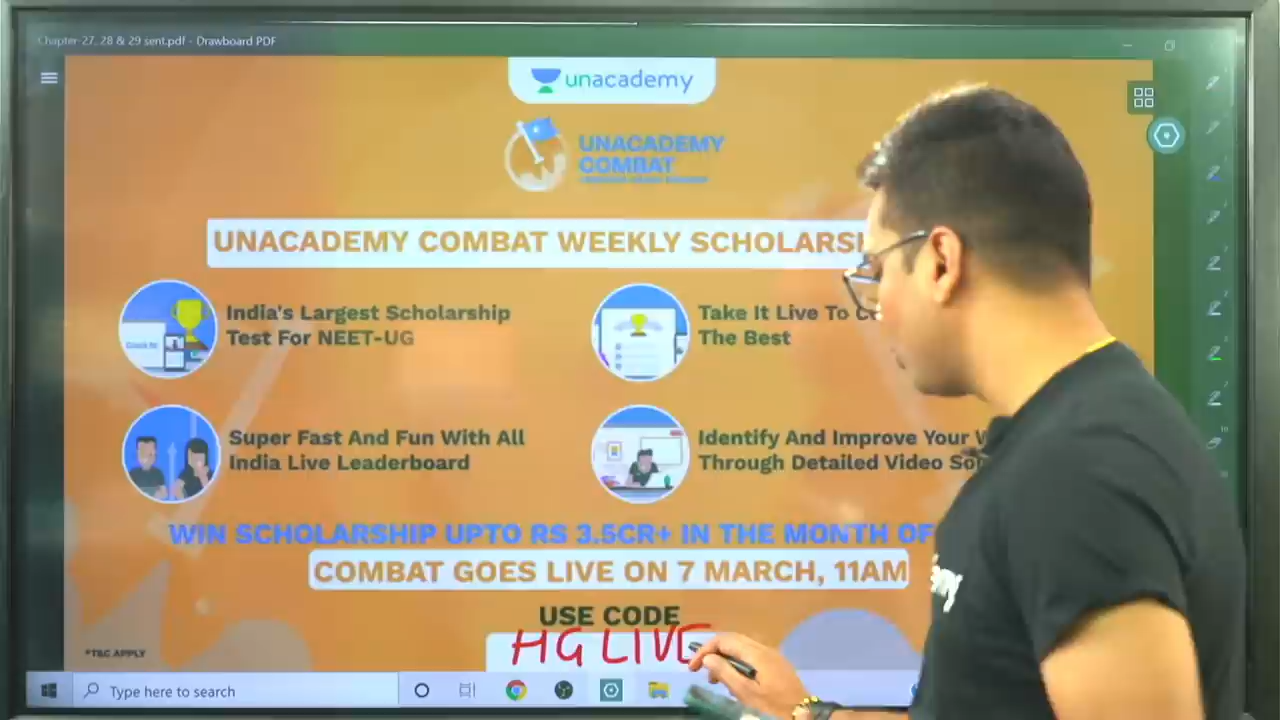 Chapter-27, 28 & 29 sent.pdf - Drawboard PDF
unacademy
UNACADEMY
COMBAT
UNACADEMY COMBAT WEEKLY SCHOLARS
India's Largest Scholarship
Test For NEET-UG
Take It Live To C
The Best
Super Fast And Fun With All
India Live Leaderboard
Identify And Improve Your
Through Detailed Video So
WIN SCHOLARSHIP UPTO RS 3.5CR+ IN THE MONTH OF
COMBAT GOES LIVE ON 7 MARCH, 11AM
USE CODE
HGLIVE
*T&C APPLY
Type here to search